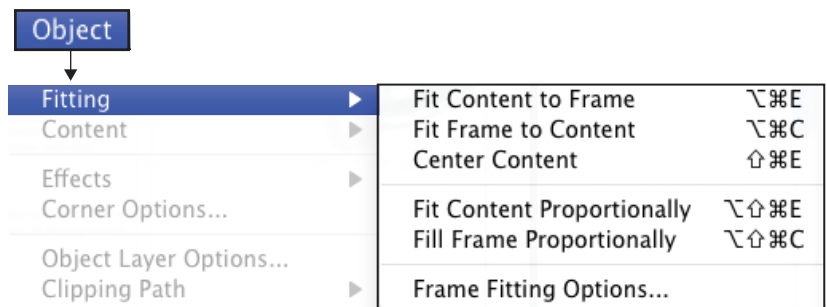 Object
Fitting
Content
Effects
Corner Options...
Object Layer Options...
Clipping Path
Fit Content to Frame ⌥⌘E
Fit Frame to Content ⌥⌘C
Center Content ⇧⌘E
Fit Content Proportionally ⌥⇧⌘E
Fill Frame Proportionally ⌥⇧⌘C
Frame Fitting Options...